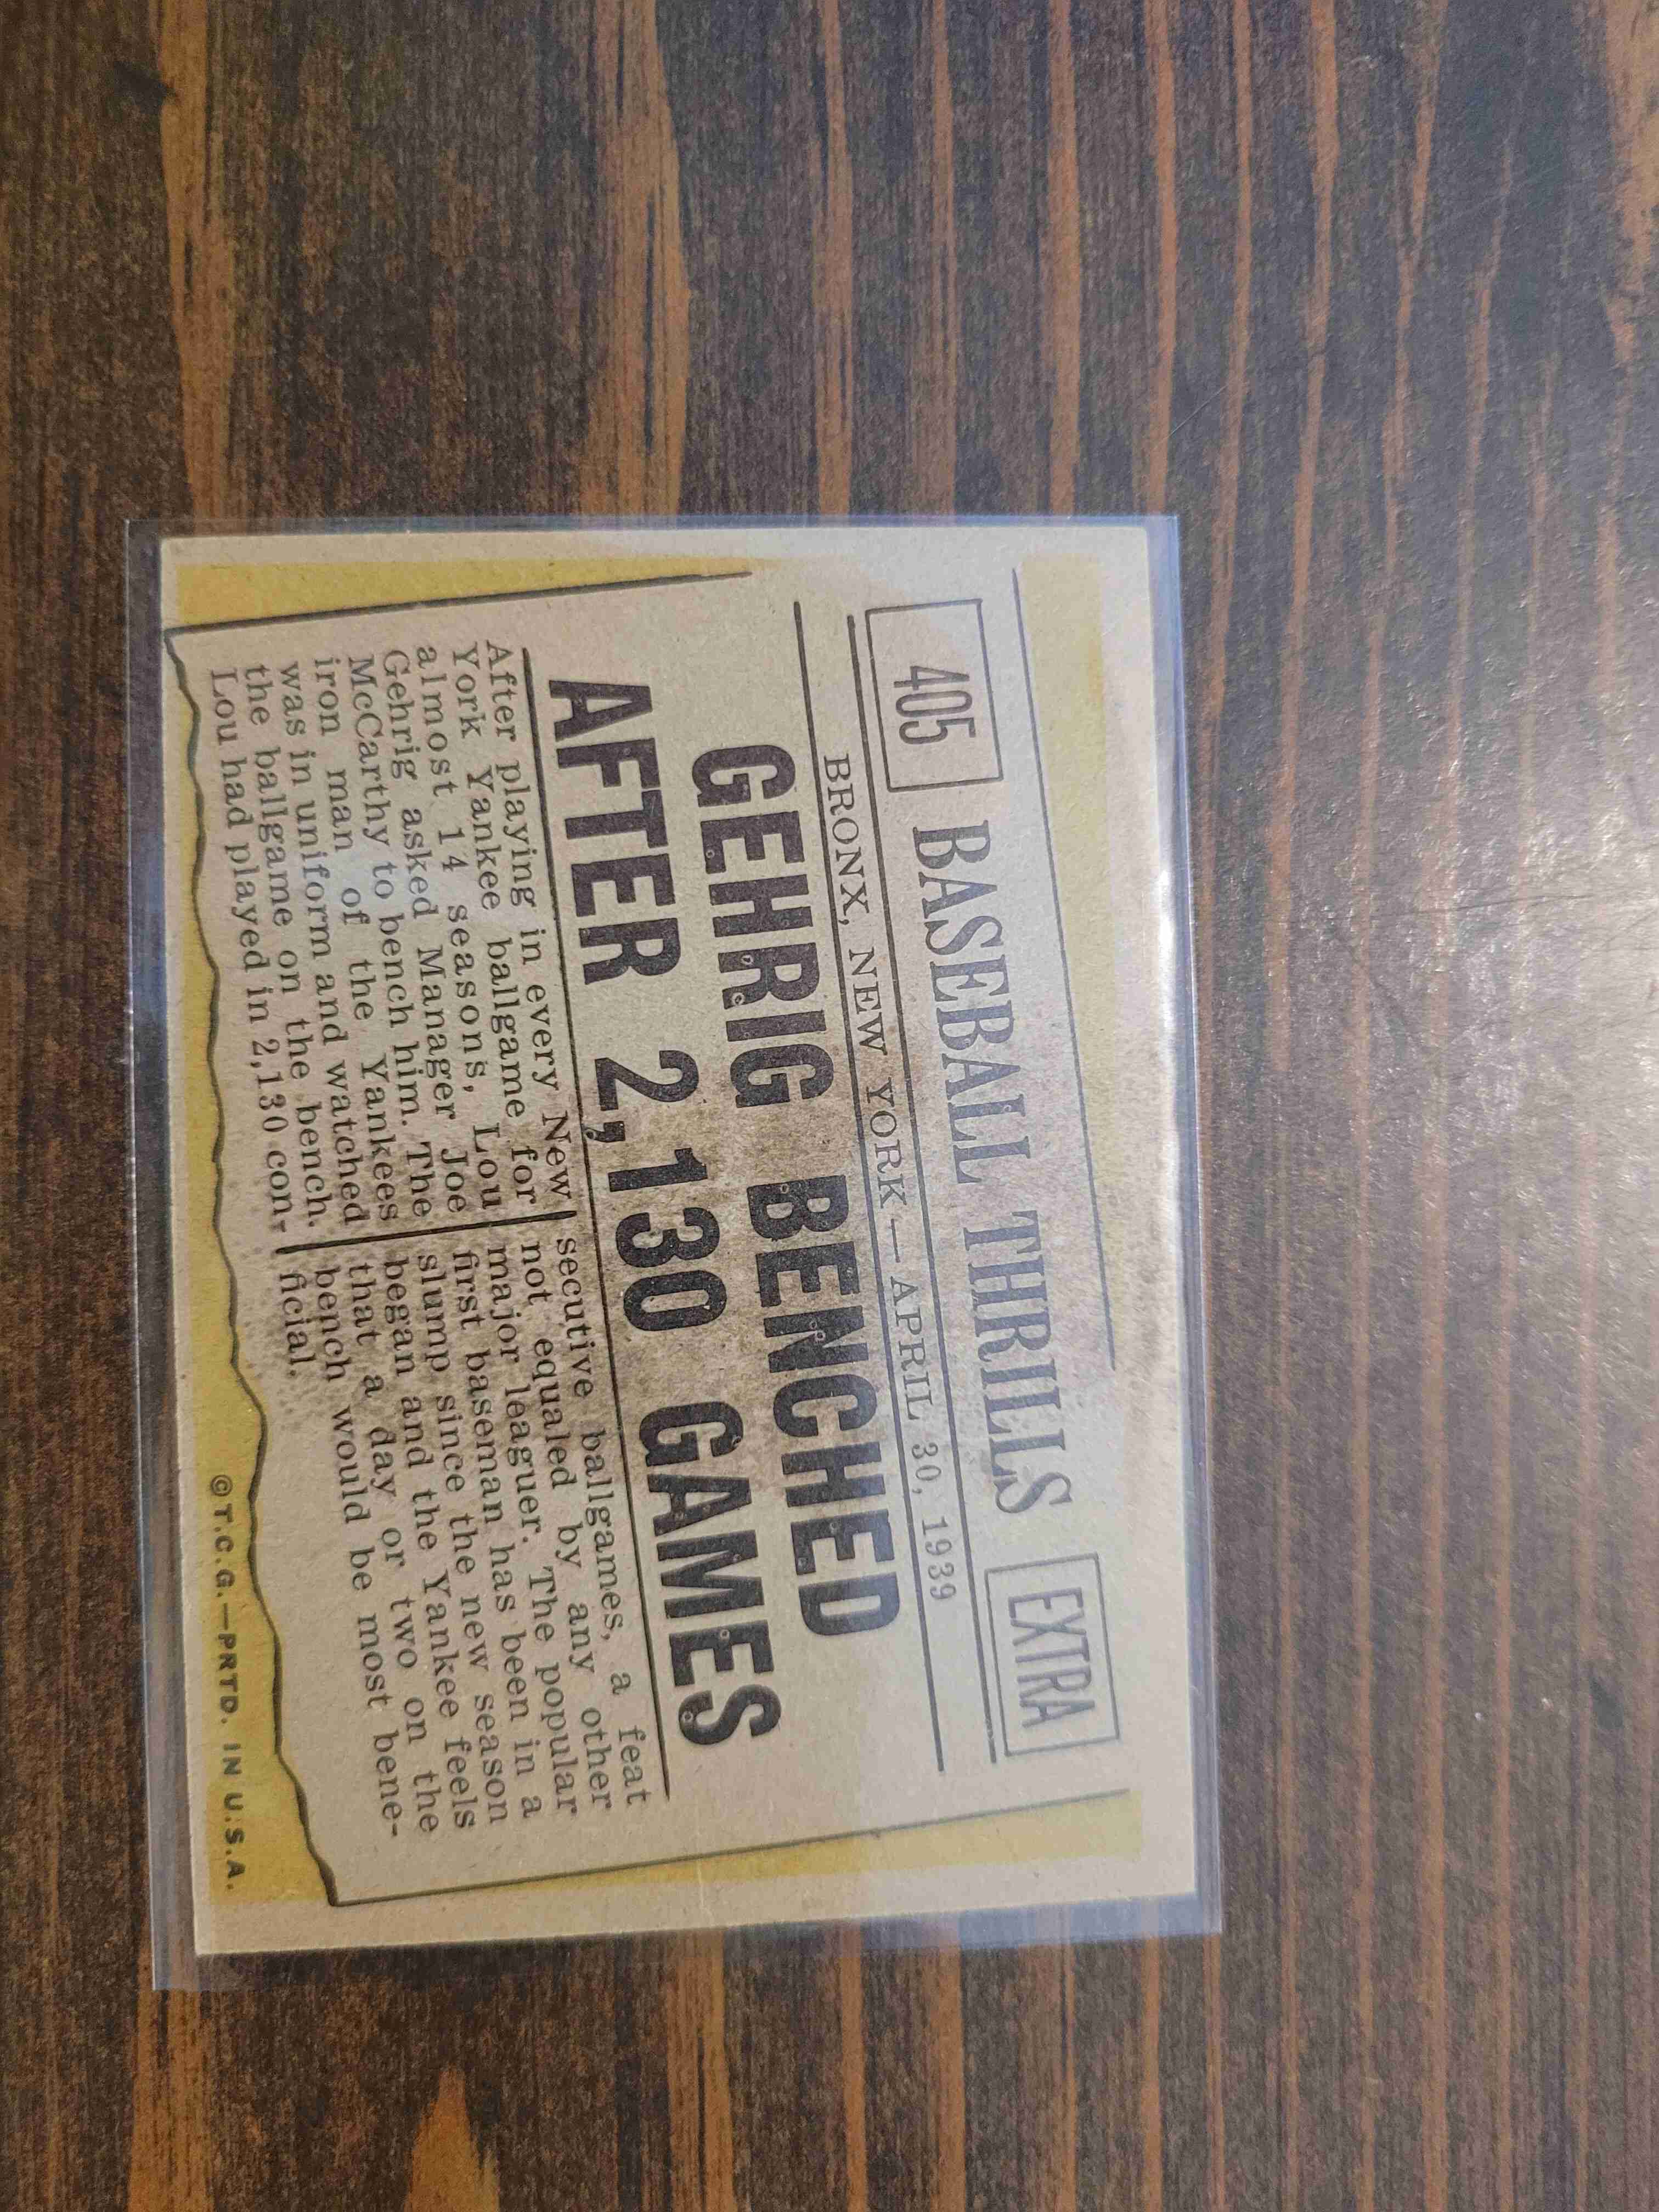 405
BASEBALL THRILLS
EXTRA
BRONX, NEW YORK — APRIL 30, 1939
GEHRIG BENCHED
AFTER 2,130 GAMES
After playing in every New
York Yankee ballgame for
almost 14 seasons, Lou
Gehrig asked Manager Joe
McCarthy to bench him. The
iron man of the Yankees
was in uniform and watched
the ballgame on the bench.
Lou had played in 2,130 con-
secutive ballgames, a feat
not equaled by any other
major leaguer. The popular
first baseman has been in a
slump since the new season
began and the Yankee feels
that a day or two on the
bench would be most bene-
ficial.
©T.C.G.—PRTD. IN U.S.A.